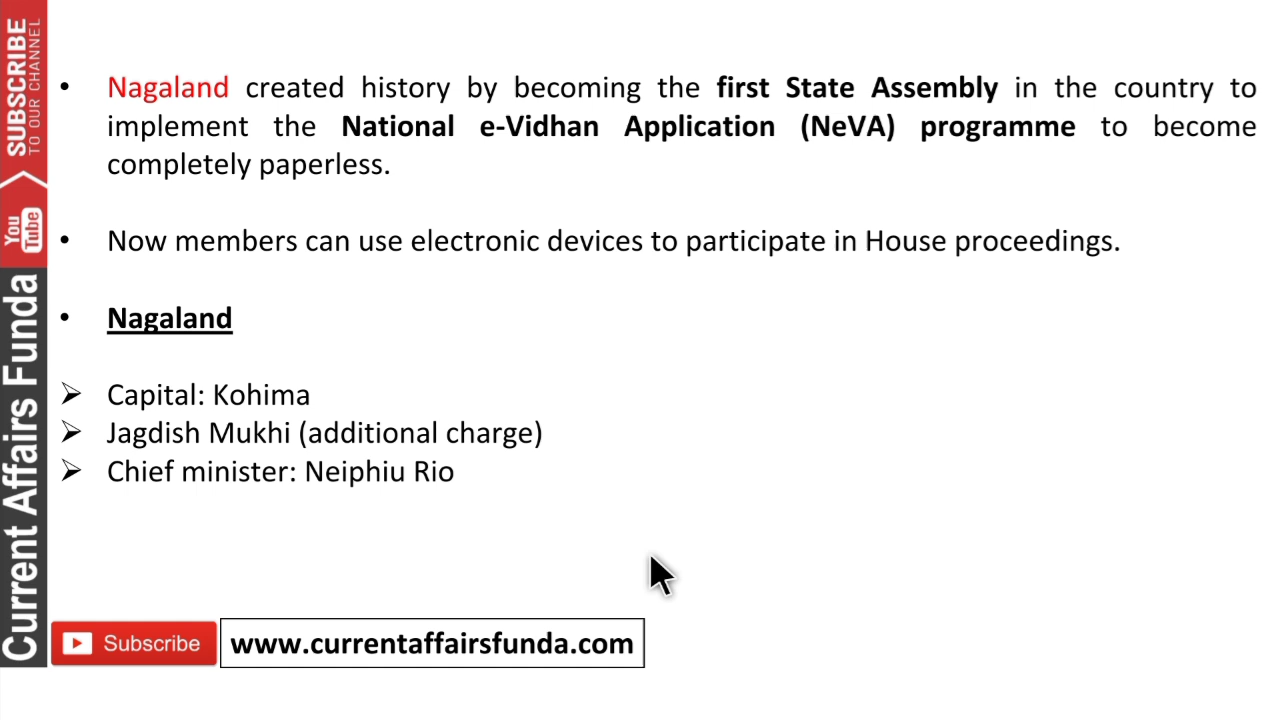 SUBSCRIBE
TO OUR CHANNEL
You
Tube
Current Affairs Funda
• Nagaland created history by becoming the first State Assembly in the country to
implement the National e-Vidhan Application (NeVA) programme to become
completely paperless.
• Now members can use electronic devices to participate in House proceedings.
• Nagaland
➢ Capital: Kohima
➢ Jagdish Mukhi (additional charge)
➢ Chief minister: Neiphiu Rio
Subscribe
www.currentaffairsfunda.com